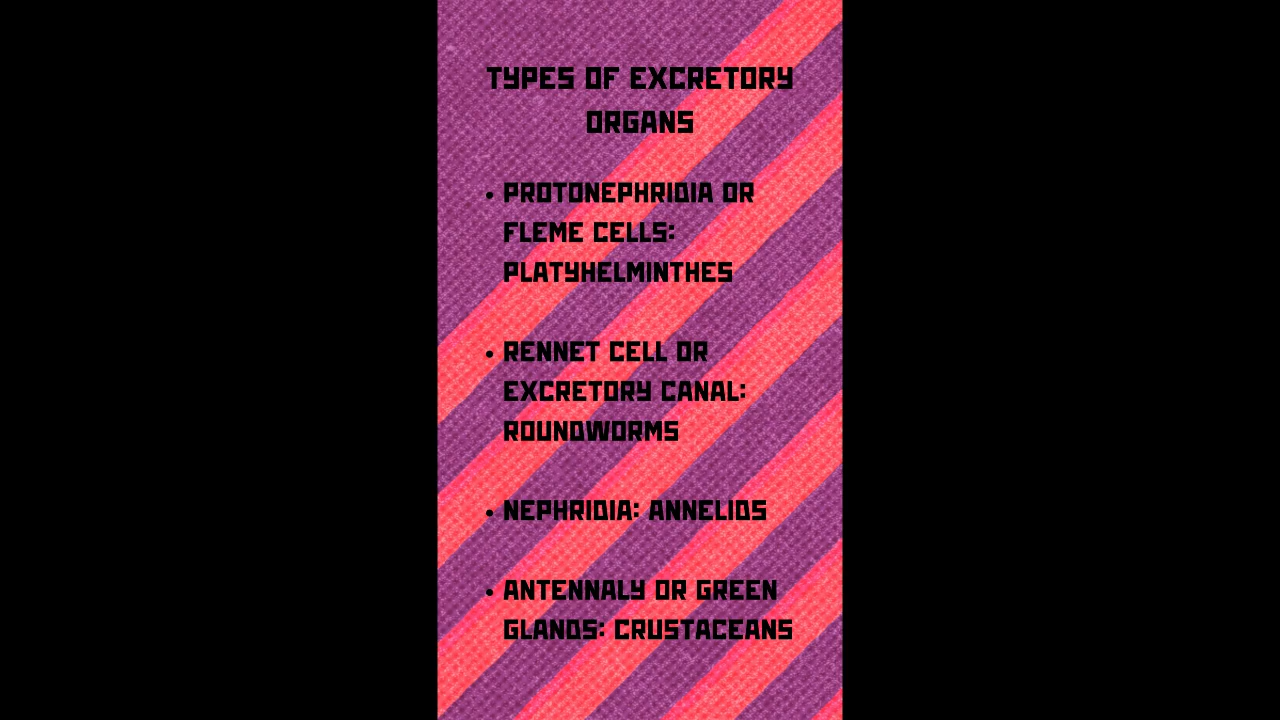 TYPES OF EXCRETORY
ORGANS
• PROTONEPHRIDIA OR
FLEME CELLS:
PLATYHELMINTHES
• RENNET CELL OR
EXCRETORY CANAL:
ROUNDWORMS
• NEPHRIDIA: ANNELIDS
• ANTENNALY OR GREEN
GLANDS: CRUSTACEANS